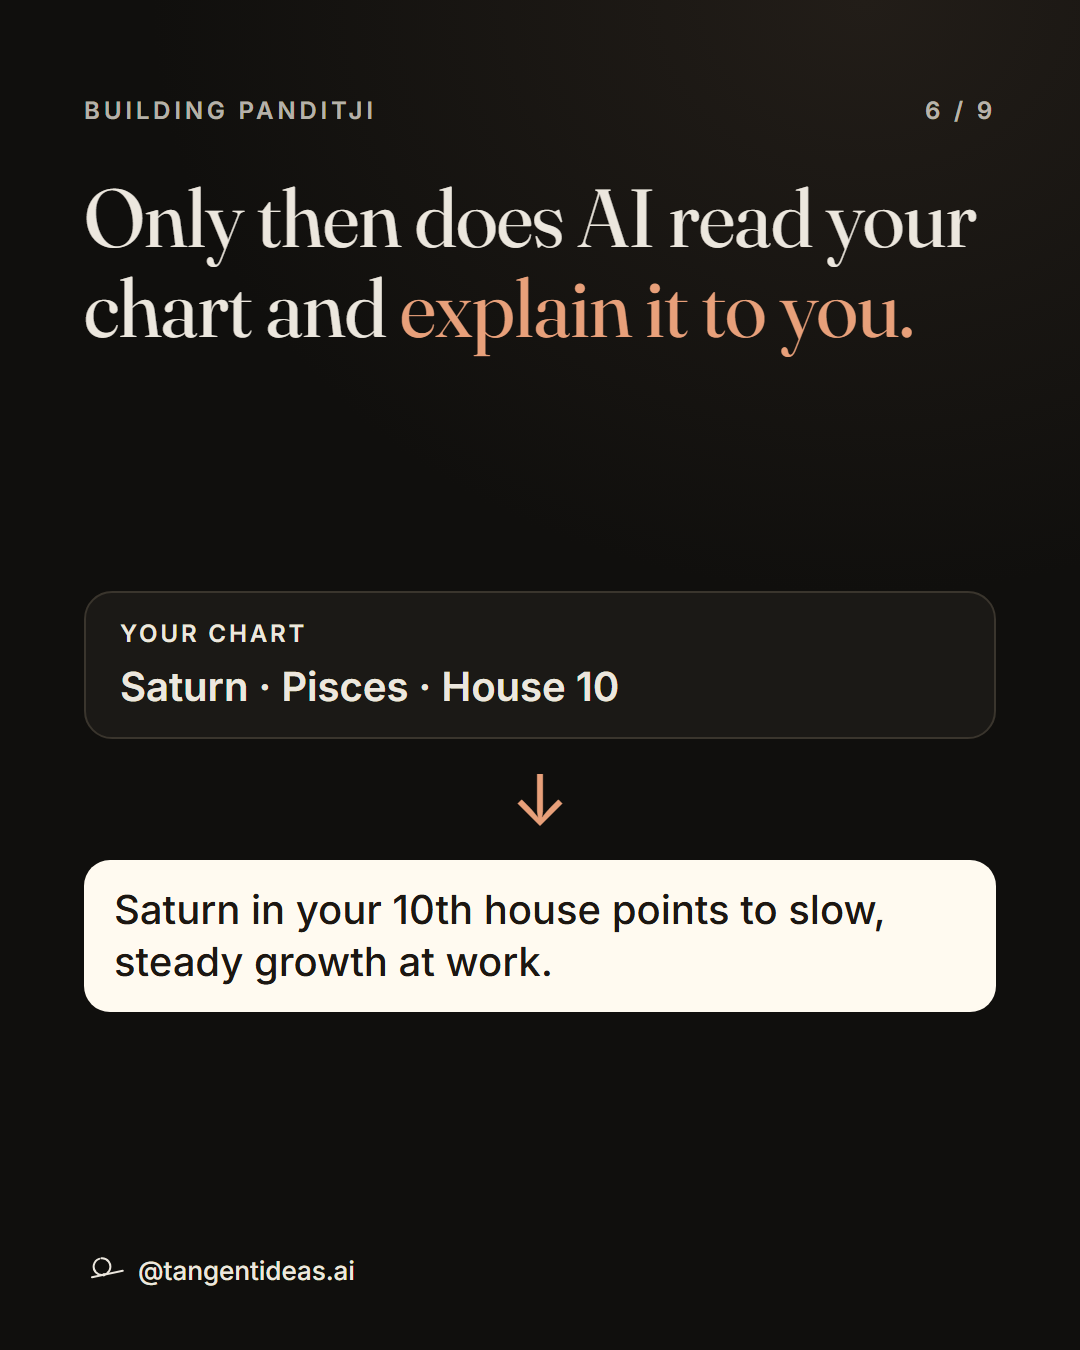 BUILDING PANDITJI
6 / 9
Only then does AI read your
chart and explain it to you.
YOUR CHART
Saturn · Pisces · House 10
Saturn in your 10th house points to slow,
steady growth at work.
@tangentideas.ai